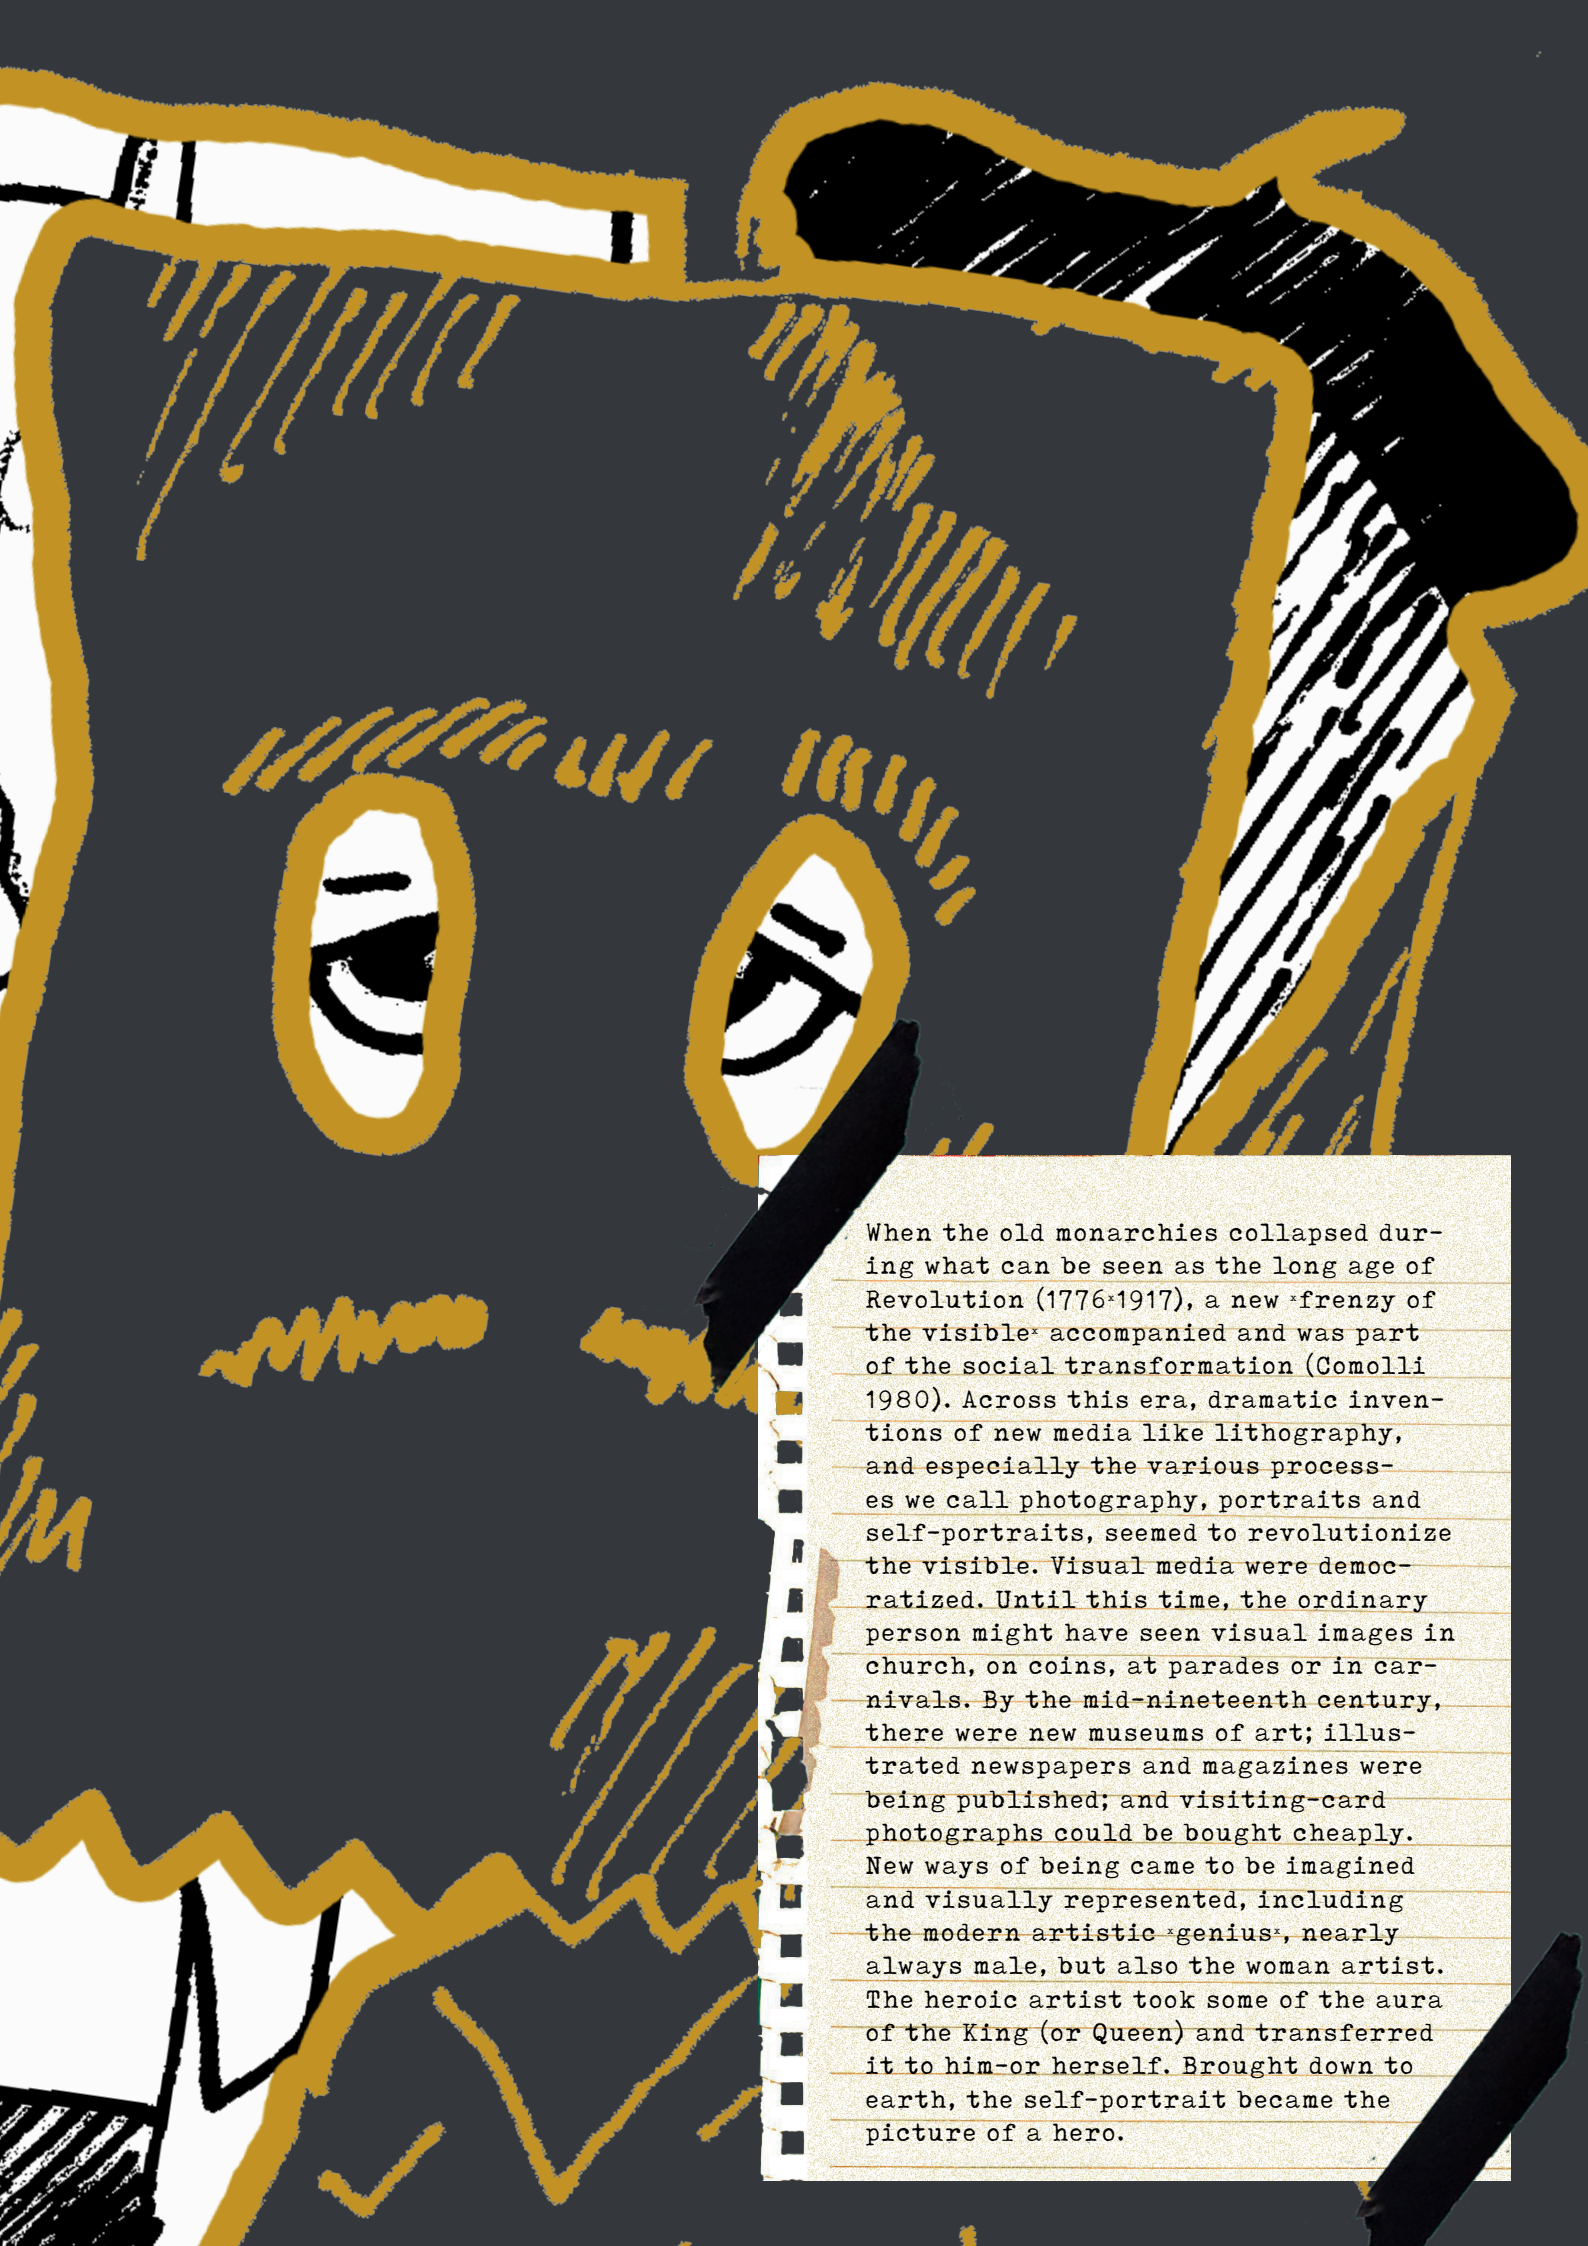 When the old monarchies collapsed dur-
ing what can be seen as the long age of
Revolution (1776×1917), a new ×frenzy of
the visible× accompanied and was part
of the social transformation (Comolli
1980). Across this era, dramatic inven-
tions of new media like lithography,
and especially the various process-
es we call photography, portraits and
self-portraits, seemed to revolutionize
the visible. Visual media were democ-
ratized. Until this time, the ordinary
person might have seen visual images in
church, on coins, at parades or in car-
nivals. By the mid-nineteenth century,
there were new museums of art; illus-
trated newspapers and magazines were
being published; and visiting-card
photographs could be bought cheaply.
New ways of being came to be imagined
and visually represented, including
the modern artistic ×genius×, nearly
always male, but also the woman artist.
The heroic artist took some of the aura
of the King (or Queen) and transferred
it to him-or herself. Brought down to
earth, the self-portrait became the
picture of a hero.